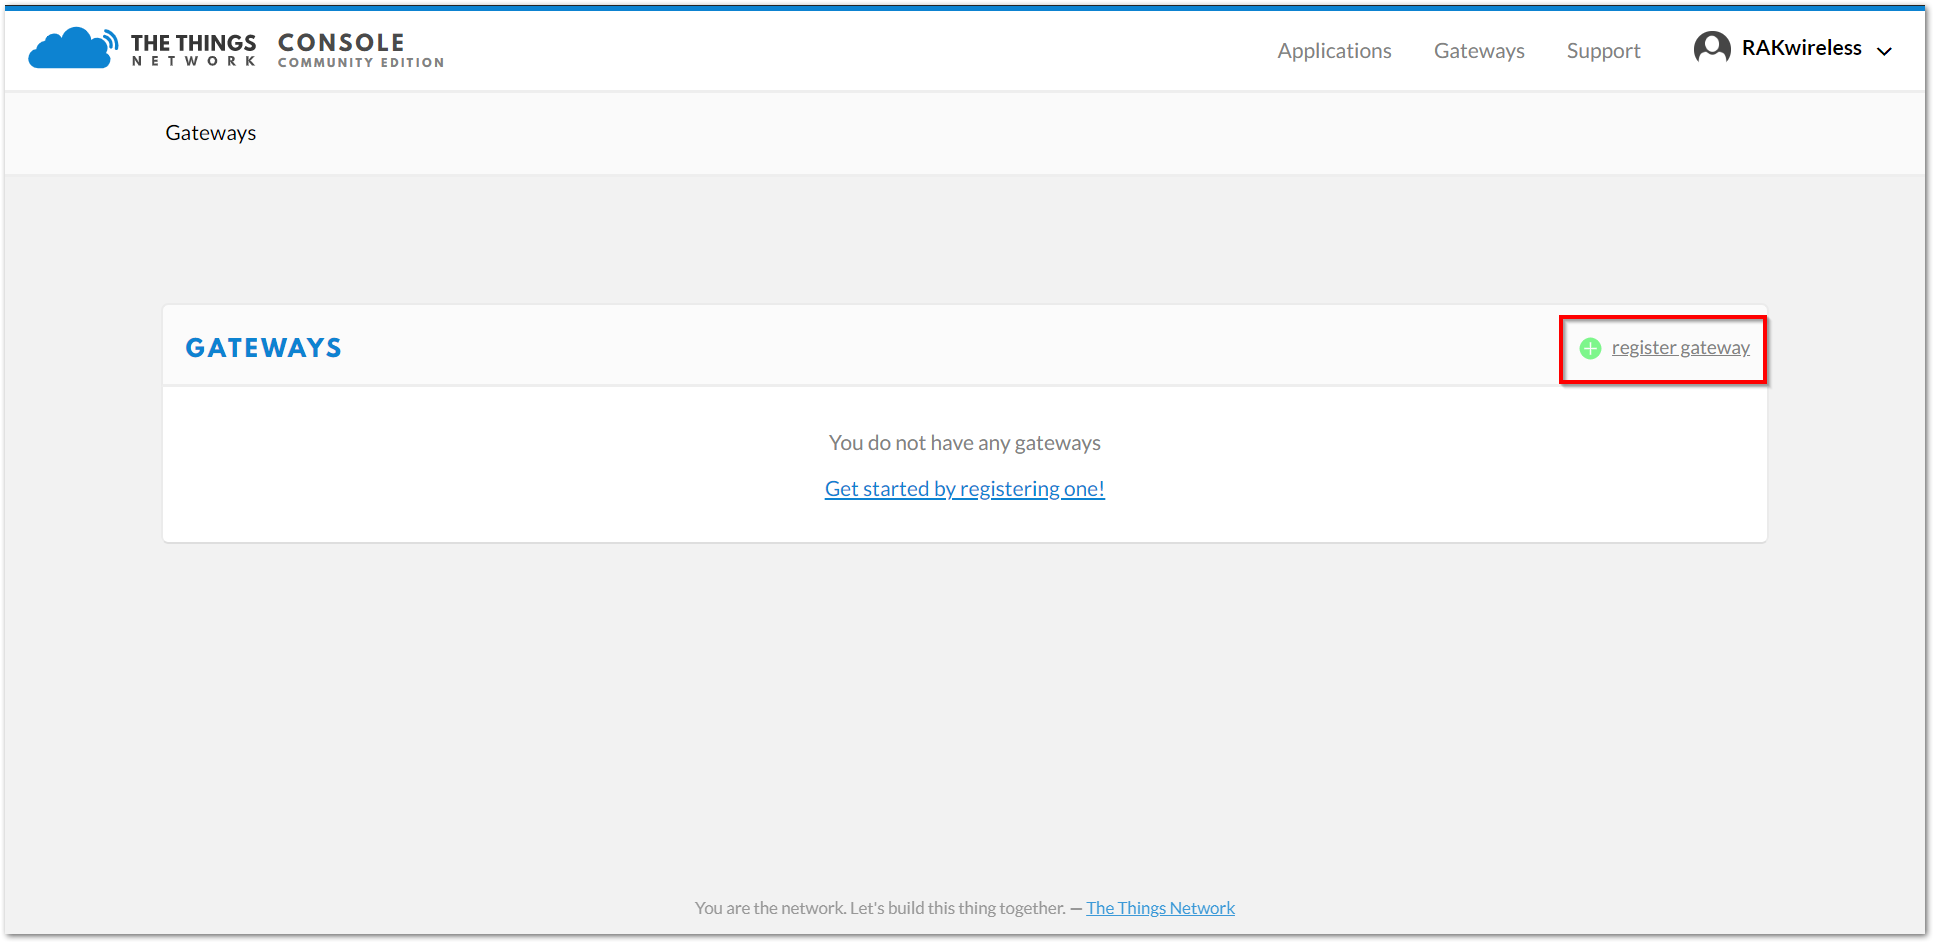 THE THINGS NETWORK
CONSOLE
COMMUNITY EDITION
Applications
Gateways
Support
RAKwireless
Gateways
GATEWAYS
register gateway
You do not have any gateways
Get started by registering one!
You are the network. Let's build this thing together. — The Things Network